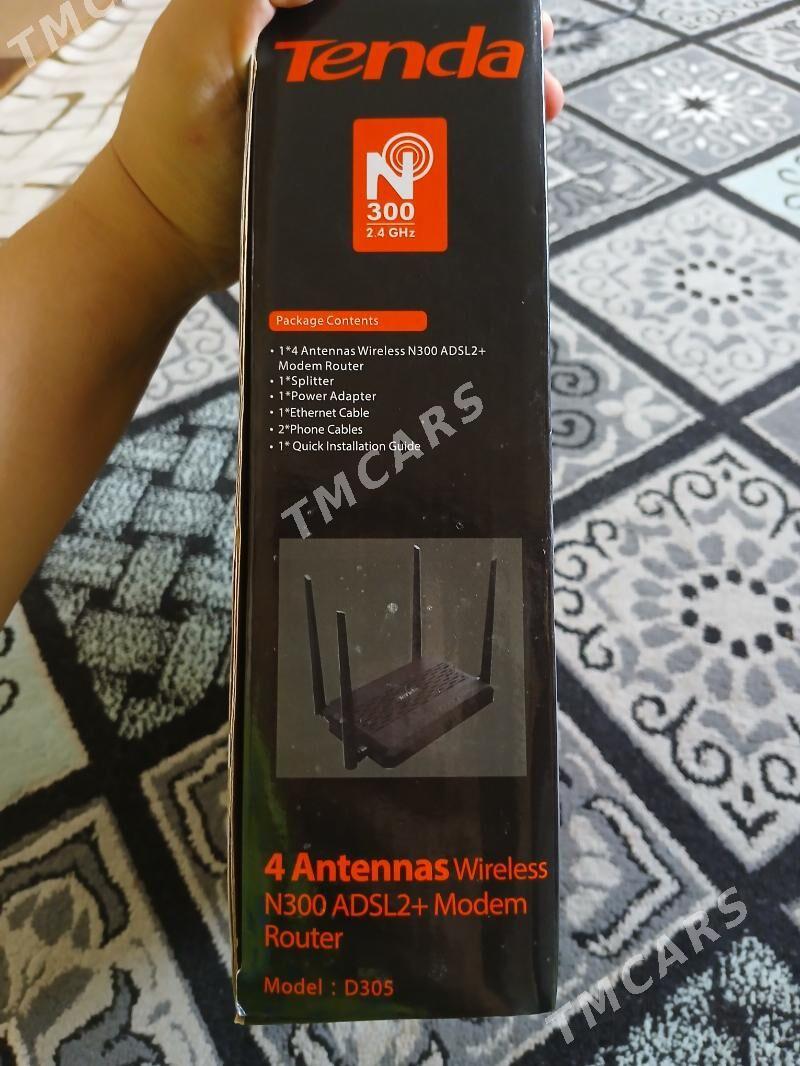 Tenda
N
300
2.4 GHz
Package Contents
• 1*4 Antennas Wireless N300 ADSL2+
Modem Router
• 1*Splitter
• 1*Power Adapter
• 1*Ethernet Cable
• 2*Phone Cables
• 1* Quick Installation Guide
4 Antennas Wireless
N300 ADSL2+ Modem
Router
Model : D305
TMCARS
TMCARS
TMCARS